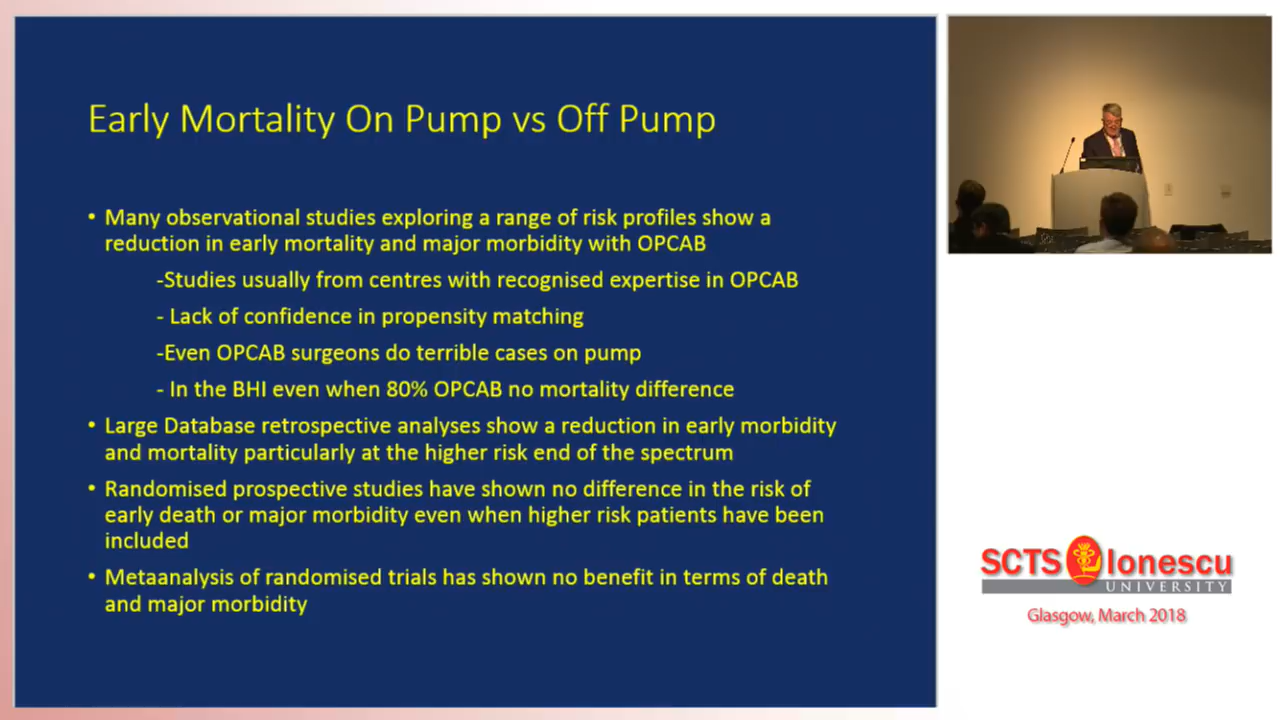 Early Mortality On Pump vs Off Pump
• Many observational studies exploring a range of risk profiles show a
reduction in early mortality and major morbidity with OPCAB
-Studies usually from centres with recognised expertise in OPCAB
- Lack of confidence in propensity matching
-Even OPCAB surgeons do terrible cases on pump
- In the BHI even when 80% OPCAB no mortality difference
• Large Database retrospective analyses show a reduction in early morbidity
and mortality particularly at the higher risk end of the spectrum
• Randomised prospective studies have shown no difference in the risk of
early death or major morbidity even when higher risk patients have been
included
• Metaanalysis of randomised trials has shown no benefit in terms of death
and major morbidity
SCTS Ionescu
UNIVERSITY
Glasgow, March 2018